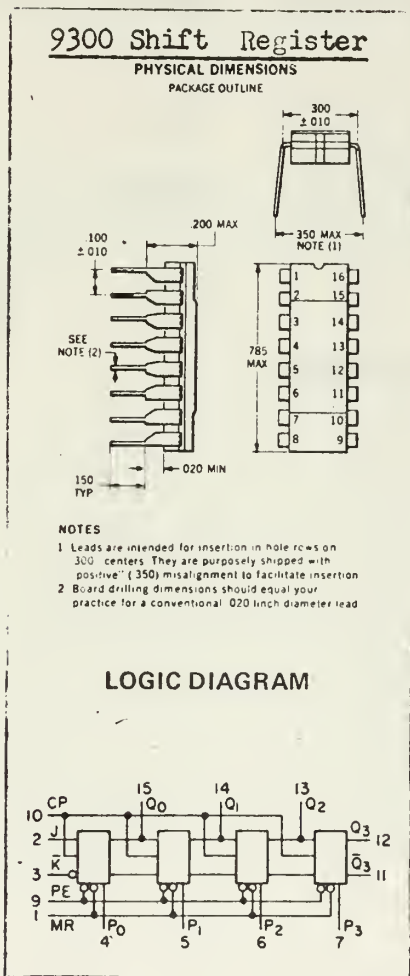 9300 Shift Register
PHYSICAL DIMENSIONS
PACKAGE OUTLINE
300
± 010
350 MAX
NOTE (1)
.200 MAX
.100
± 010
SEE
NOTE (2)
785
MAX
1 16
2 15
3 14
4 13
5 12
6 11
7 10
8 9
020 MIN
150
TYP
NOTES
1 Leads are intended for insertion in hole rows on
300 centers They are purposely shipped with
positive" ( 350) misalignment to facilitate insertion
2 Board drilling dimensions should equal your
practice for a conventional 020 inch diameter lead
LOGIC DIAGRAM
15 14 13
CP Q0 Q1 Q2
10
2 J Q3 12
3 K̅ Q̅3 11
PE
9
1
MR P0 P1 P2 P3
4 5 6 7